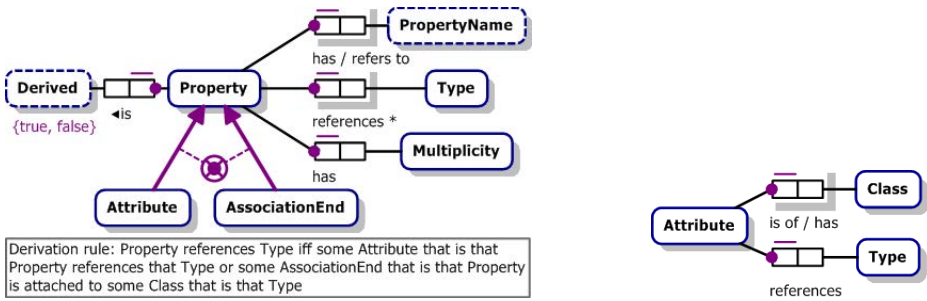 PropertyName
has / refers to
Derived
Property
Type
◄is
{true, false}
references *
Multiplicity
has
Attribute
AssociationEnd
Derivation rule: Property references Type iff some Attribute that is that
Property references that Type or some AssociationEnd that is that Property
is attached to some Class that is that Type
Class
Attribute
is of / has
Type
references